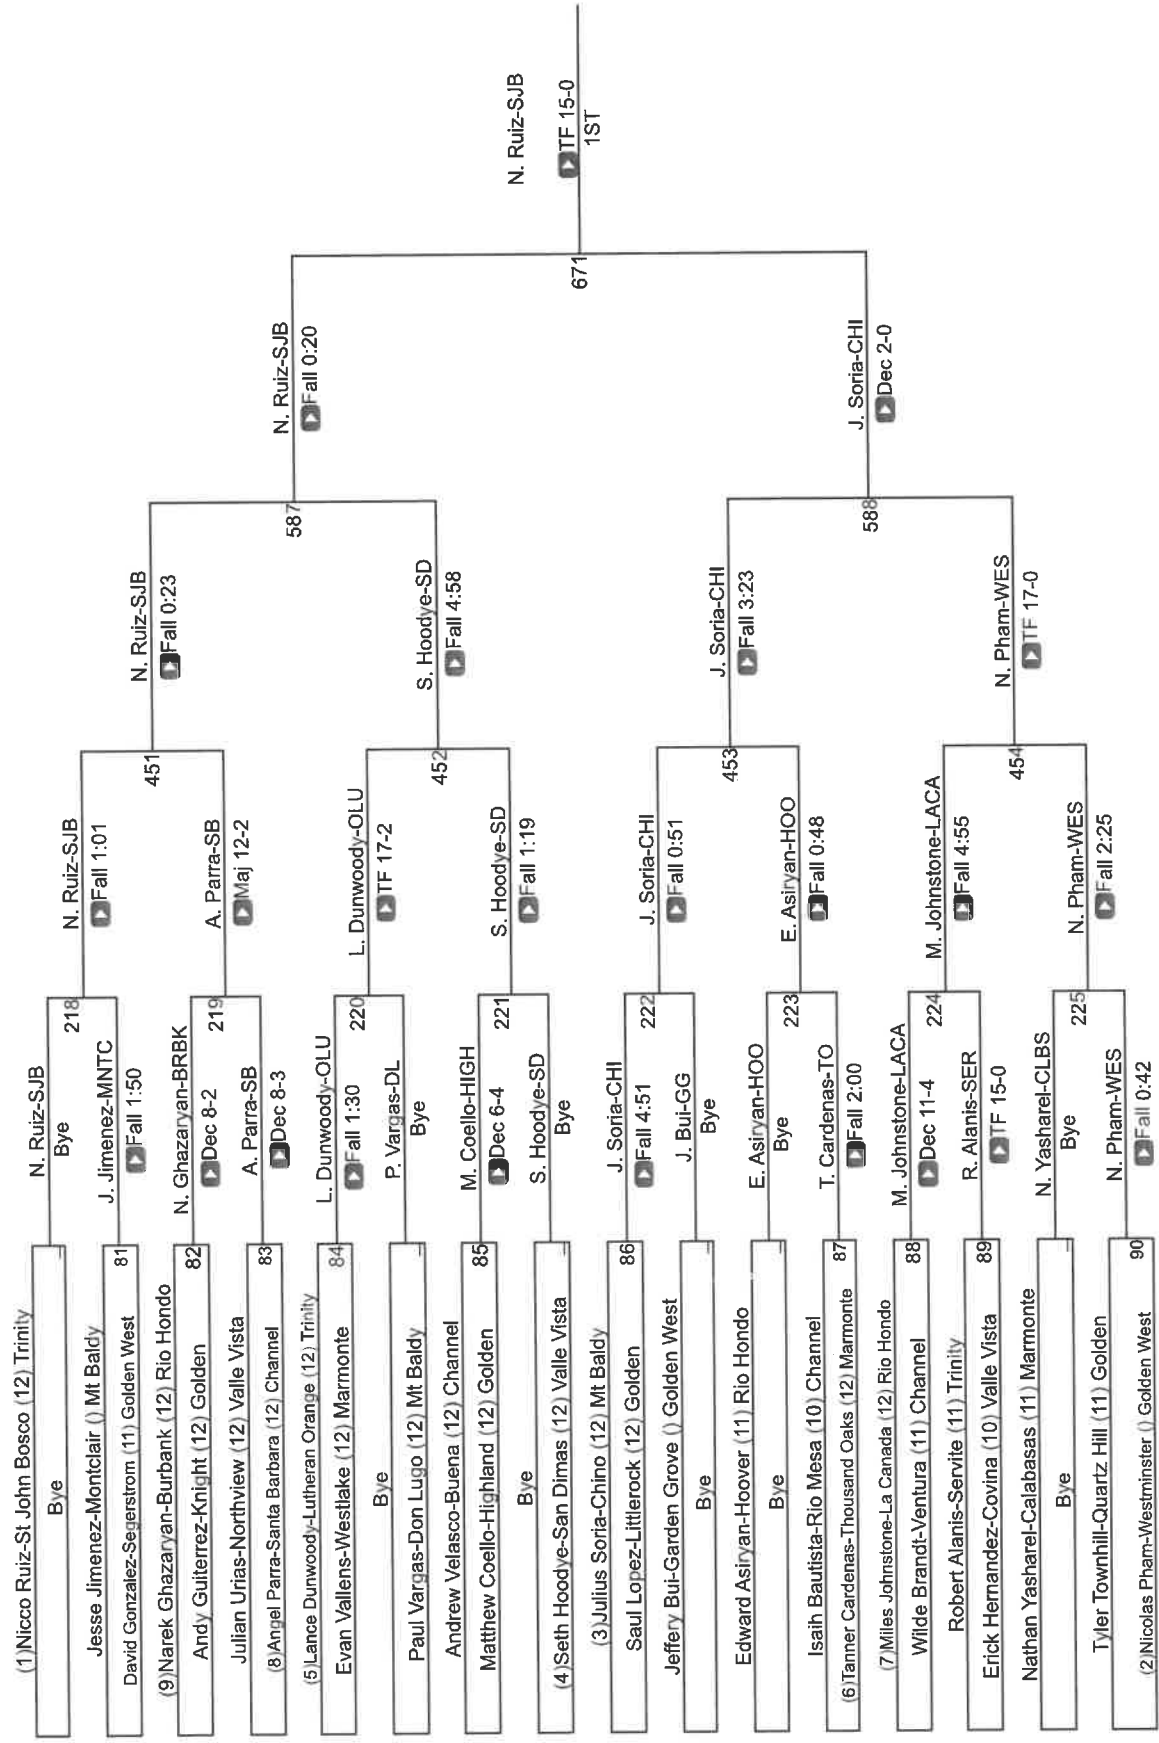 (1)Nicco Ruiz-St John Bosco (12) Trinity
Bye
Jesse Jimenez-Montclair () Mt Baldy
David Gonzalez-Segerstrom (11) Golden West
81
(9)Narek Ghazaryan-Burbank (12) Rio Hondo
Andy Guiterrez-Knight (12) Golden
82
Julian Urias-Northview (12) Valle Vista
(8)Angel Parra-Santa Barbara (12) Channel
83
(5)Lance Dunwoody-Lutheran Orange (12) Trinity
Evan Vallens-Westlake (12) Marmonte
84
Bye
Paul Vargas-Don Lugo (12) Mt Baldy
Andrew Velasco-Buena (12) Channel
Matthew Coello-Highland (12) Golden
85
Bye
(4)Seth Hoodye-San Dimas (12) Valle Vista
(3)Julius Soria-Chino (12) Mt Baldy
Saul Lopez-Littlerock (12) Golden
86
Jeffery Bui-Garden Grove () Golden West
Bye
Edward Asiryan-Hoover (11) Rio Hondo
Bye
Isaih Bautista-Rio Mesa (10) Channel
(6)Tanner Cardenas-Thousand Oaks (12) Marmonte
87
(7)Miles Johnstone-La Canada (12) Rio Hondo
Wilde Brandt-Ventura (11) Channel
88
Robert Alanis-Servite (11) Trinity
Erick Hernandez-Covina (10) Valle Vista
89
Nathan Yasharel-Calabasas (11) Marmonte
Bye
Tyler Townhill-Quartz Hill (11) Golden
(2)Nicolas Pham-Westminster () Golden West
90
N. Ruiz-SJB
Bye
218
J. Jimenez-MNTC
Fall 1:50
N. Ghazaryan-BRBK
Dec 8-2
219
A. Parra-SB
Dec 8-3
L. Dunwoody-OLU
Fall 1:30
220
P. Vargas-DL
Bye
M. Coello-HIGH
Dec 6-4
221
S. Hoodye-SD
Bye
J. Soria-CHI
Fall 4:51
222
J. Bui-GG
Bye
E. Asiryan-HOO
Bye
223
T. Cardenas-TO
Fall 2:00
M. Johnstone-LACA
Dec 11-4
224
R. Alanis-SER
TF 15-0
N. Yasharel-CLBS
Bye
225
N. Pham-WES
Fall 0:42
N. Ruiz-SJB
Fall 1:01
451
A. Parra-SB
Maj 12-2
L. Dunwoody-OLU
TF 17-2
452
S. Hoodye-SD
Fall 1:19
J. Soria-CHI
Fall 0:51
453
E. Asiryan-HOO
Fall 0:48
M. Johnstone-LACA
Fall 4:55
454
N. Pham-WES
Fall 2:25
N. Ruiz-SJB
Fall 0:23
587
S. Hoodye-SD
Fall 4:58
J. Soria-CHI
Fall 3:23
588
N. Pham-WES
TF 17-0
N. Ruiz-SJB
Fall 0:20
671
J. Soria-CHI
Dec 2-0
N. Ruiz-SJB
TF 15-0
1ST